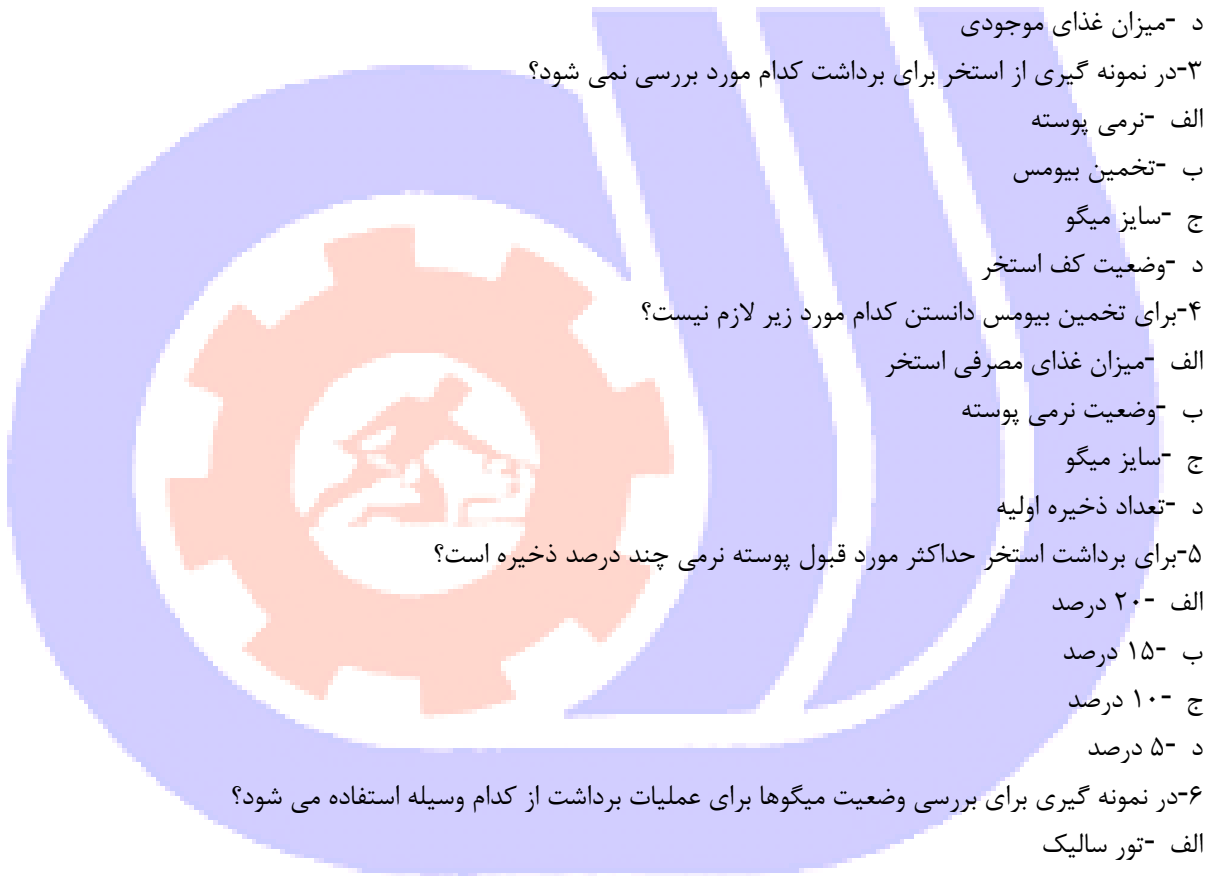 د -میزان غذای موجودی
۳-در نمونه گیری از استخر برای برداشت کدام مورد بررسی نمی شود؟
الف -نرمی پوسته
ب -تخمین بیومس
ج -سایز میگو
د -وضعیت کف استخر
۴-برای تخمین بیومس دانستن کدام مورد زیر لازم نیست؟
الف -میزان غذای مصرفی استخر
ب -وضعیت نرمی پوسته
ج -سایز میگو
د -تعداد ذخیره اولیه
۵-برای برداشت استخر حداکثر مورد قبول پوسته نرمی چند درصد ذخیره است؟
الف -۲۰ درصد
ب -۱۵ درصد
ج -۱۰ درصد
د -۵ درصد
۶-در نمونه گیری برای بررسی وضعیت میگوها برای عملیات برداشت از کدام وسیله استفاده می شود؟
الف -تور سالیک